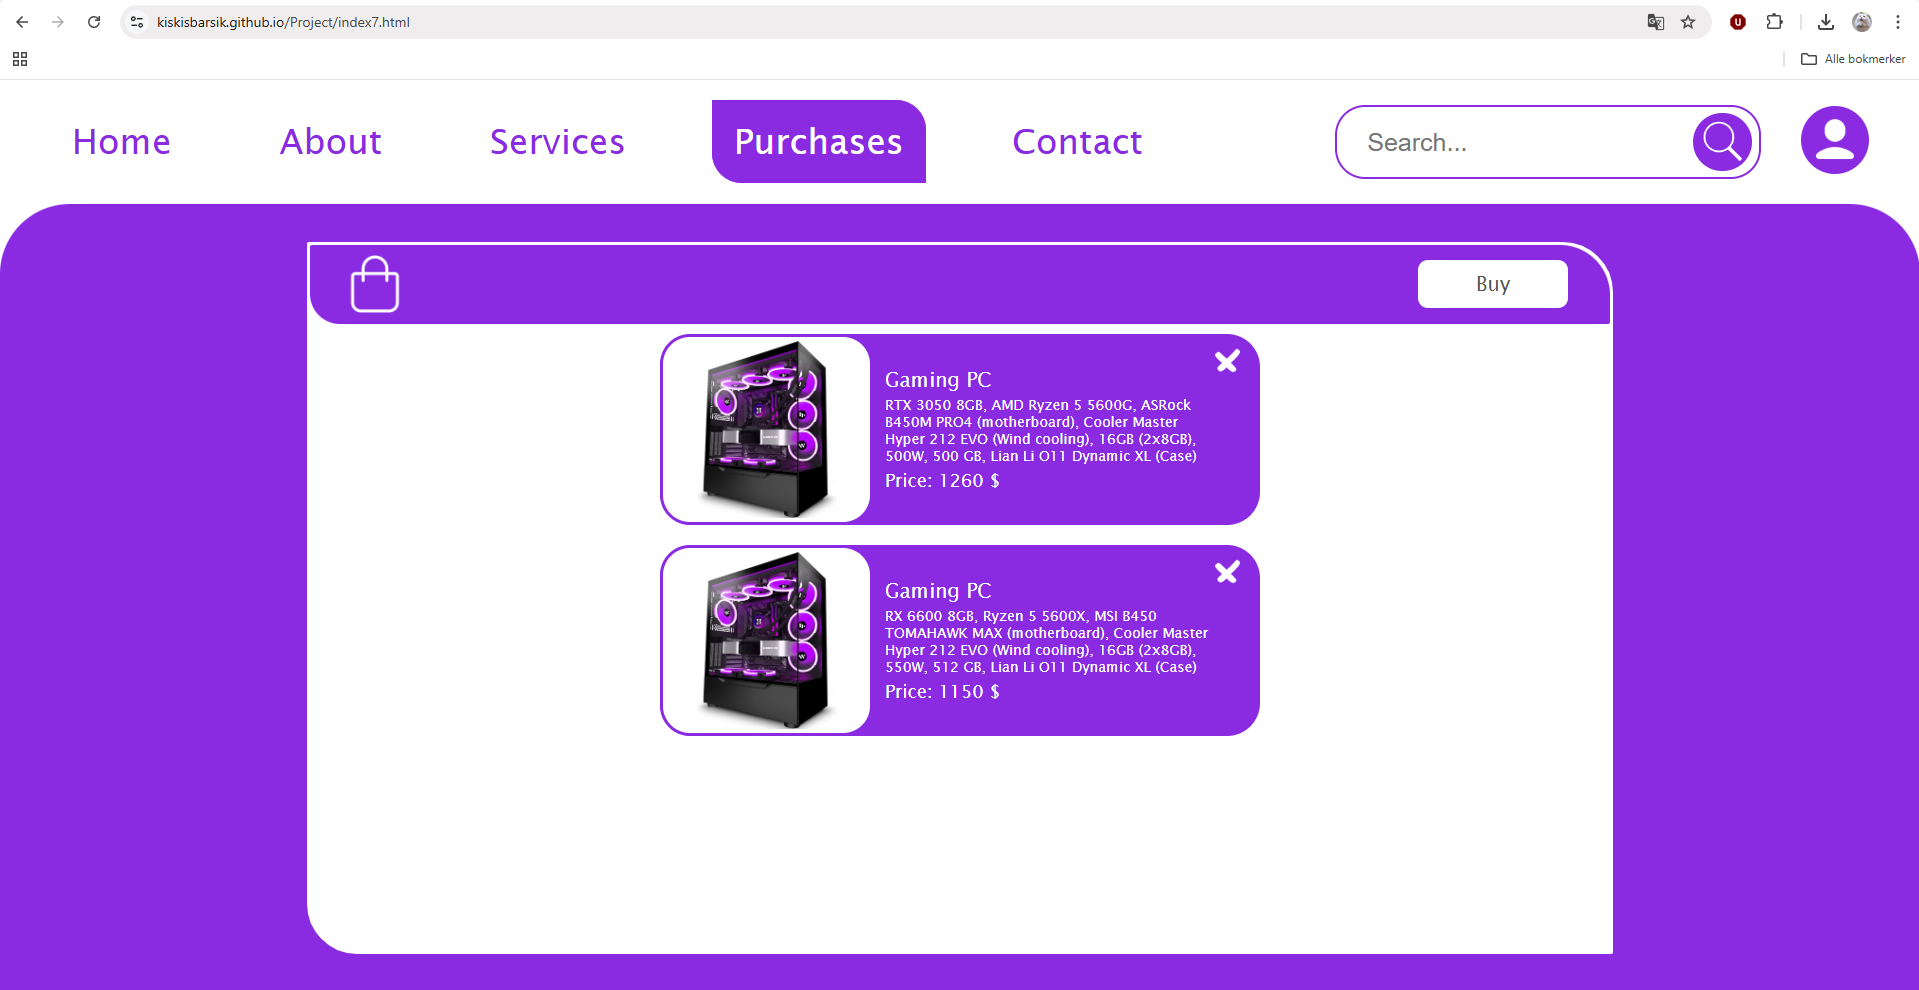 kiskisbarsik.github.io/Project/index7.html
Alle bokmerker
Home
About
Services
Purchases
Contact
Search...
Buy
Gaming PC
RTX 3050 8GB, AMD Ryzen 5 5600G, ASRock
B450M PRO4 (motherboard), Cooler Master
Hyper 212 EVO (Wind cooling), 16GB (2x8GB),
500W, 500 GB, Lian Li O11 Dynamic XL (Case)
Price: 1260 $
Gaming PC
RX 6600 8GB, Ryzen 5 5600X, MSI B450
TOMAHAWK MAX (motherboard), Cooler Master
Hyper 212 EVO (Wind cooling), 16GB (2x8GB),
550W, 512 GB, Lian Li O11 Dynamic XL (Case)
Price: 1150 $